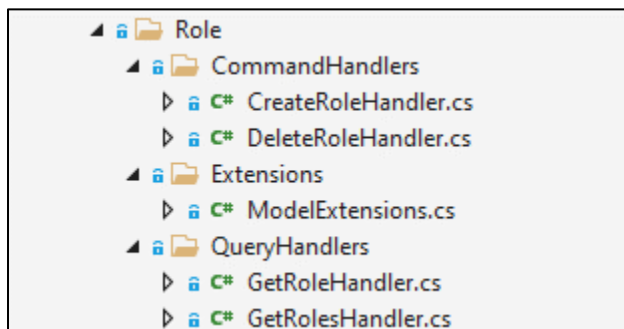 Role
CommandHandlers
C# CreateRoleHandler.cs
C# DeleteRoleHandler.cs
Extensions
C# ModelExtensions.cs
QueryHandlers
C# GetRoleHandler.cs
C# GetRolesHandler.cs